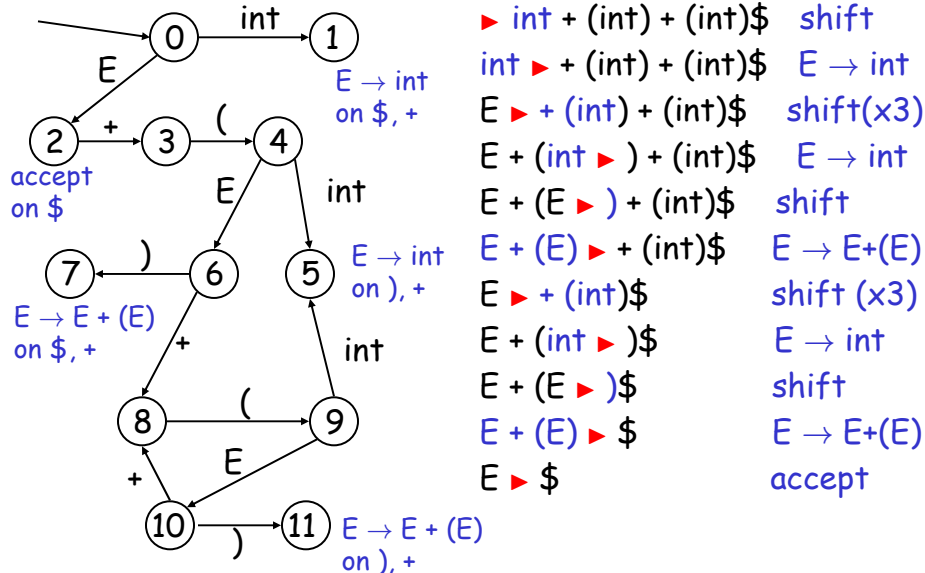 int
0
1
E
E → int
on $, +
2
+
3
(
4
accept
on $
E
int
7
)
6
5
E → int
on ), +
E → E + (E)
on $, +
+
int
8
(
9
E
+
10
)
11
E → E + (E)
on ), +
▶ int + (int) + (int)$ shift
int ▶ + (int) + (int)$ E → int
E ▶ + (int) + (int)$ shift(x3)
E + (int ▶ ) + (int)$ E → int
E + (E ▶ ) + (int)$ shift
E + (E) ▶ + (int)$ E → E+(E)
E ▶ + (int)$ shift (x3)
E + (int ▶ )$ E → int
E + (E ▶ )$ shift
E + (E) ▶ $ E → E+(E)
E ▶ $ accept